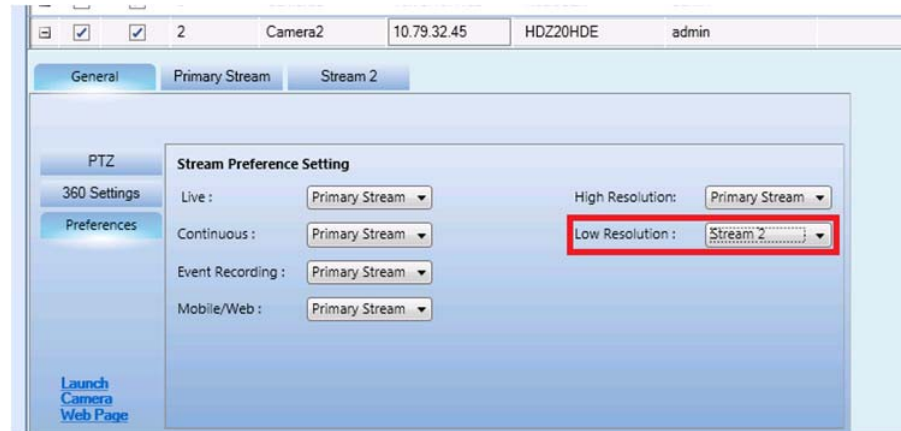 2 Camera2 10.79.32.45 HDZ20HDE admin
General Primary Stream Stream 2
PTZ
360 Settings
Preferences
Stream Preference Setting
Live : Primary Stream High Resolution: Primary Stream
Continuous : Primary Stream Low Resolution : Stream 2
Event Recording : Primary Stream
Mobile/Web : Primary Stream
Launch
Camera
Web Page